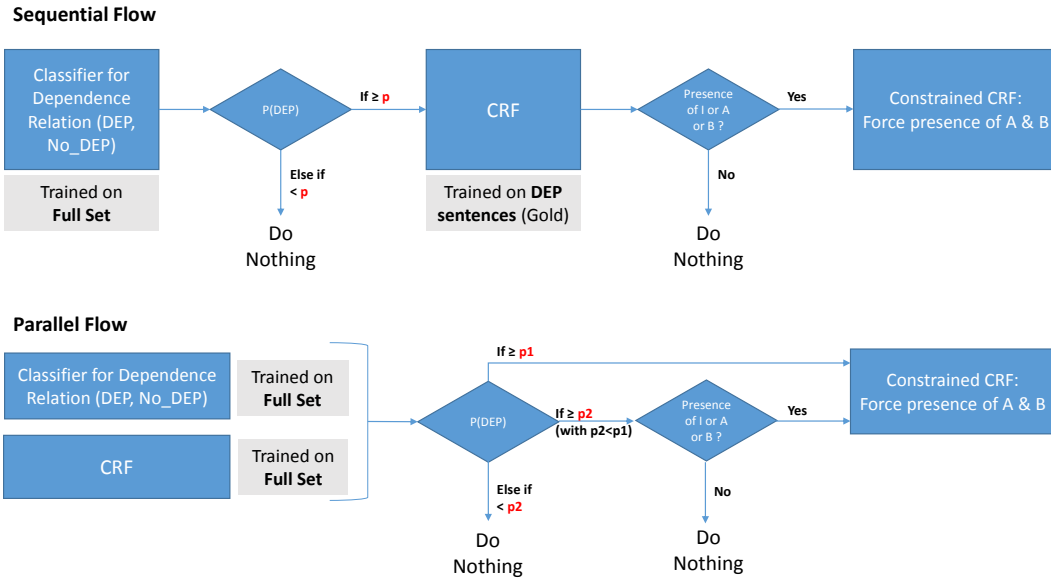 Sequential Flow
Classifier for
Dependence
Relation (DEP,
No_DEP)
Trained on
Full Set
P(DEP)
If ≥ p
Else if
< p
Do
Nothing
CRF
Trained on DEP
sentences (Gold)
Presence
of I or A
or B ?
Yes
No
Do
Nothing
Constrained CRF:
Force presence of A & B
Parallel Flow
Classifier for Dependence
Relation (DEP, No_DEP)
Trained on
Full Set
CRF
Trained on
Full Set
P(DEP)
If ≥ p1
If ≥ p2
(with p2<p1)
Else if
< p2
Do
Nothing
Presence
of I or A
or B ?
Yes
No
Do
Nothing
Constrained CRF:
Force presence of A & B